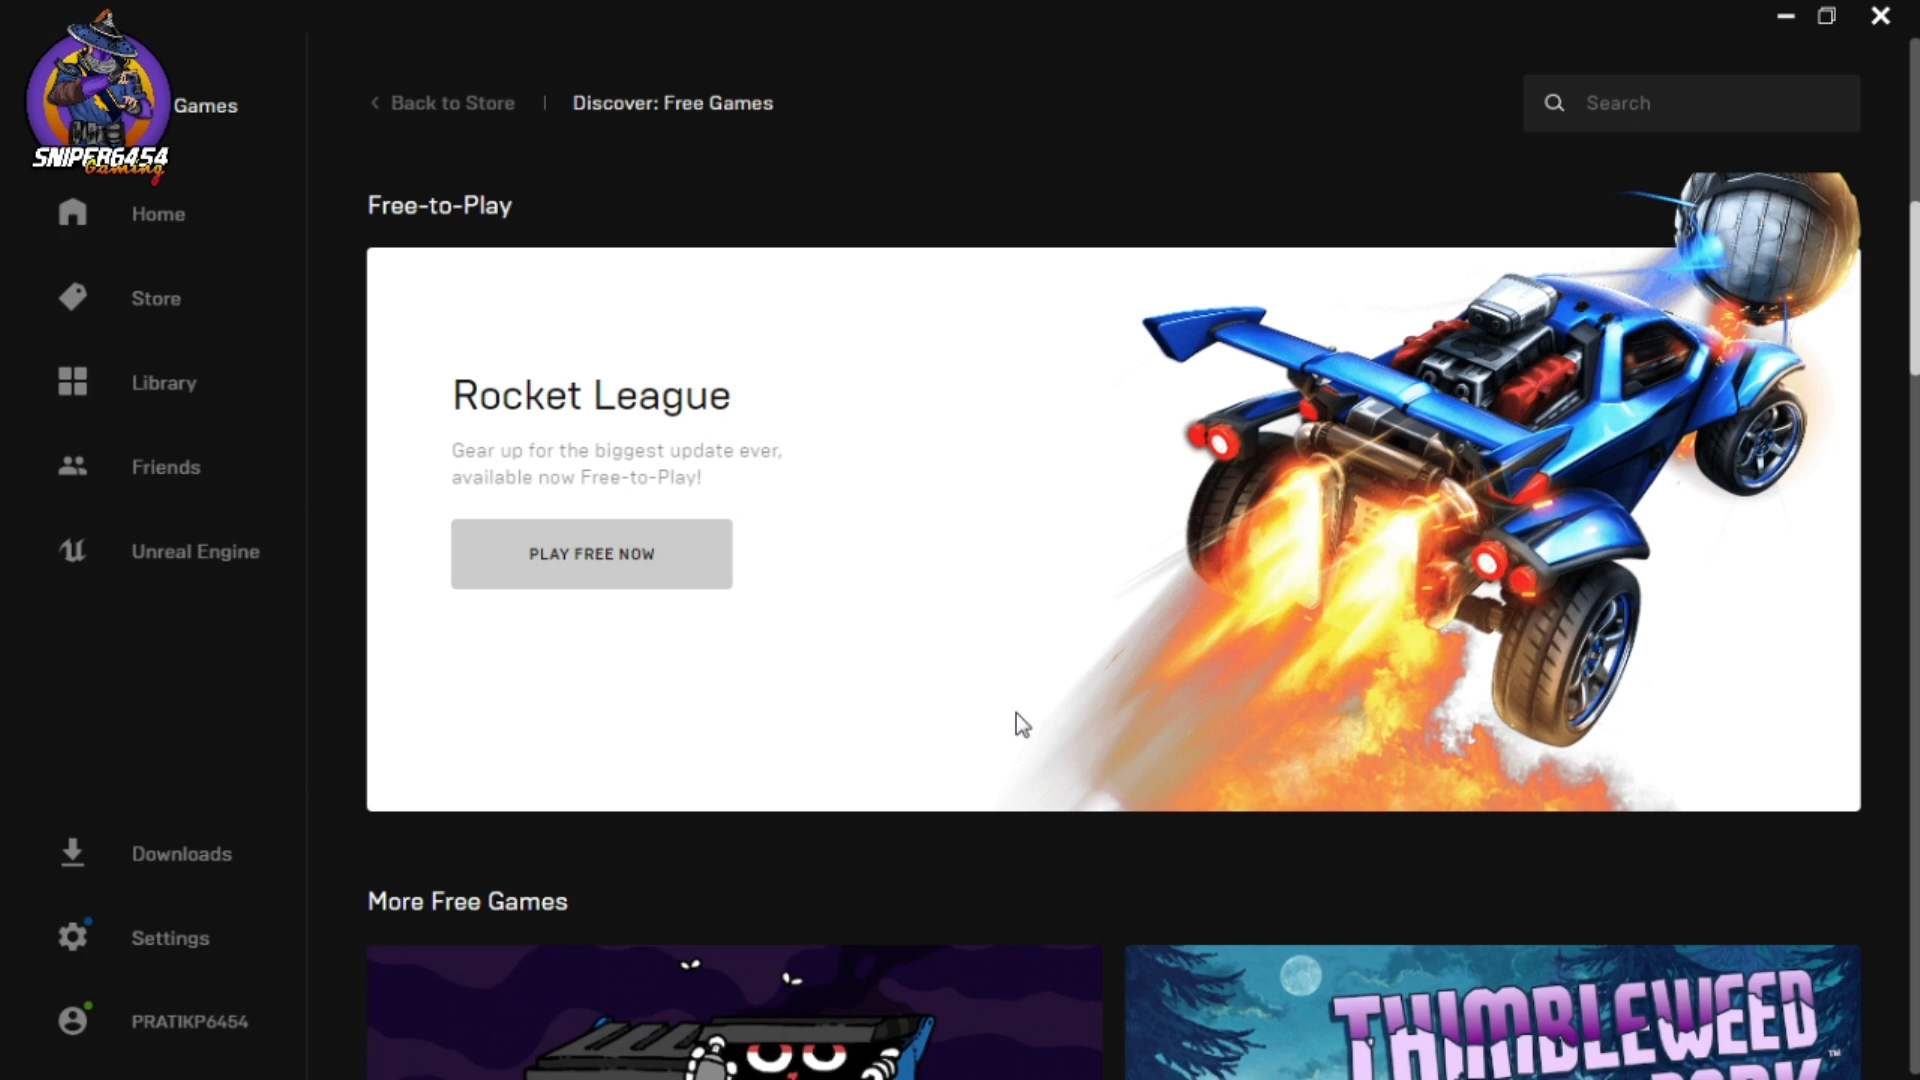 SNIPER6454
Gaming
Games
Back to Store
Discover: Free Games
Search
Home
Store
Library
Friends
Unreal Engine
Downloads
Settings
PRATIKP6454
Free-to-Play
Rocket League
Gear up for the biggest update ever,
available now Free-to-Play!
PLAY FREE NOW
More Free Games
THIMBLEWEED
PARK™